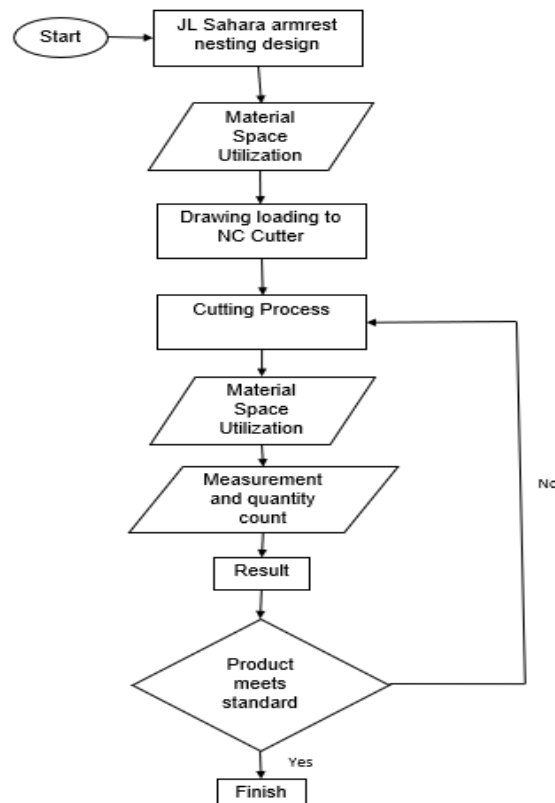 Start
JL Sahara armrest
nesting design
Material
Space
Utilization
Drawing loading to
NC Cutter
Cutting Process
Material
Space
Utilization
Measurement
and quantity
count
No
Result
Product
meets
standard
Yes
Finish